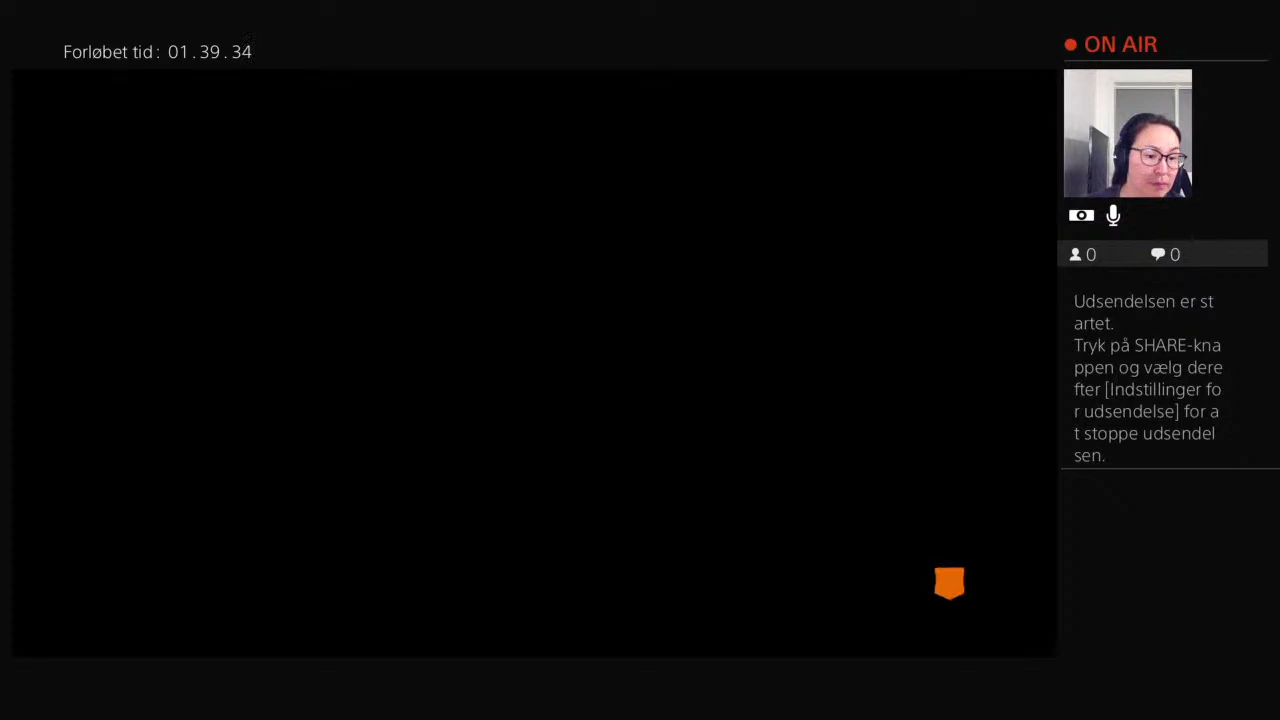 Forløbet tid: 01.39.34
ON AIR
0 0
Udsendelsen er st
artet.
Tryk på SHARE-kna
ppen og vælg dere
fter [Indstillinger fo
r udsendelse] for a
t stoppe udsendel
sen.